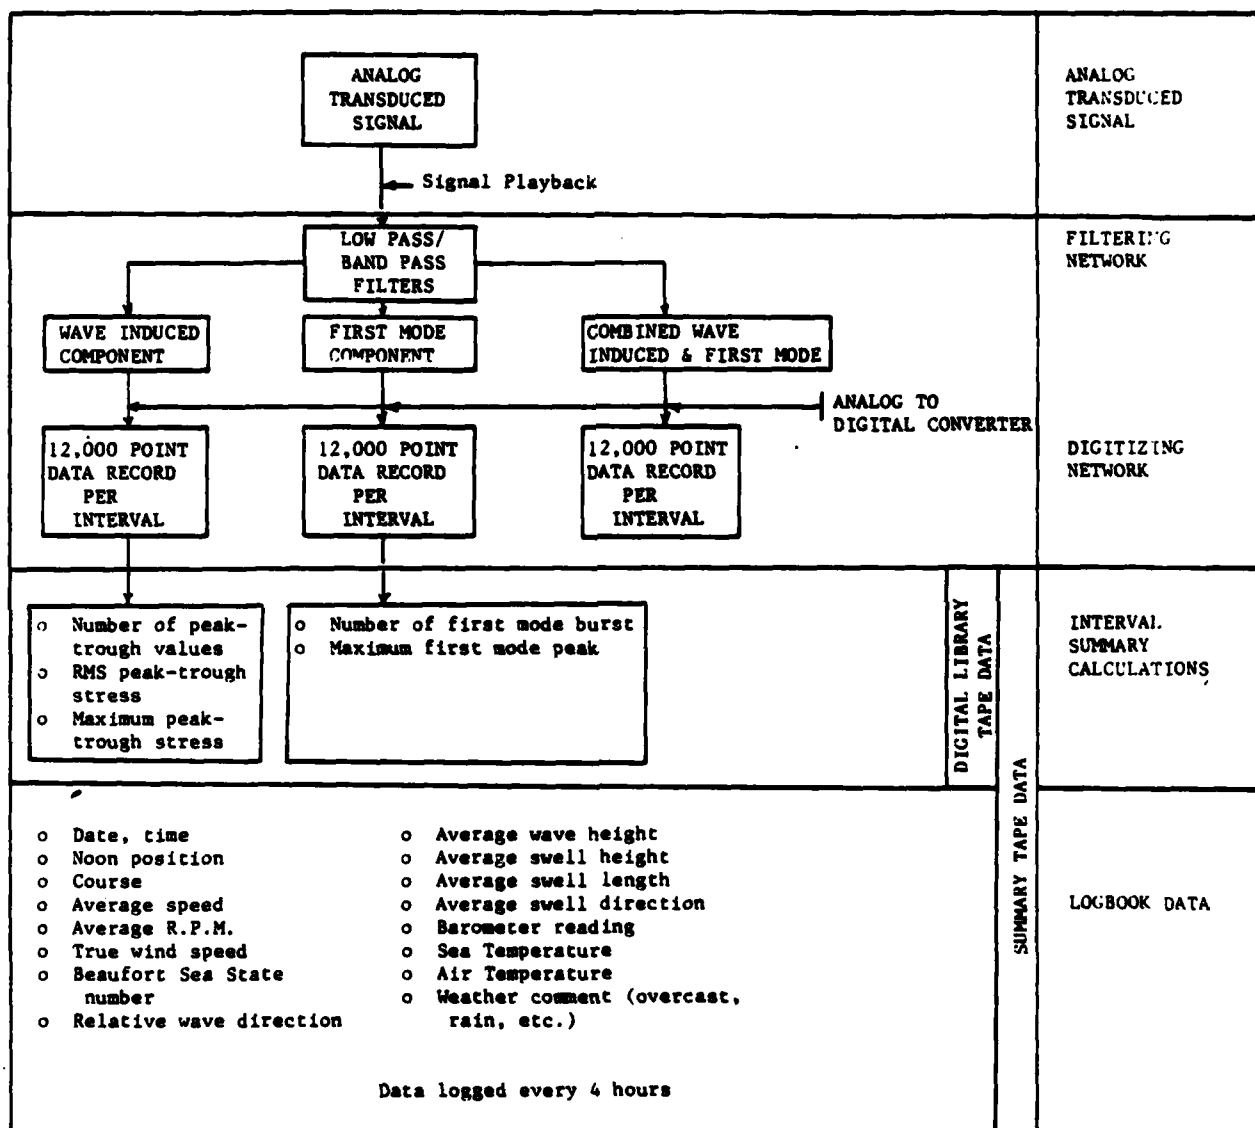 ANALOG
TRANSDUCED
SIGNAL
Signal Playback
ANALOG
TRANSDUCED
SIGNAL
LOW PASS/
BAND PASS
FILTERS
FILTERING
NETWORK
WAVE INDUCED
COMPONENT
FIRST MODE
COMPONENT
COMBINED WAVE
INDUCED & FIRST MODE
ANALOG TO
DIGITAL CONVERTER
12,000 POINT
DATA RECORD
PER
INTERVAL
12,000 POINT
DATA RECORD
PER
INTERVAL
12,000 POINT
DATA RECORD
PER
INTERVAL
DIGITIZING
NETWORK
o Number of peak-
trough values
o RMS peak-trough
stress
o Maximum peak-
trough stress
o Number of first mode burst
o Maximum first mode peak
DIGITAL LIBRARY
TAPE DATA
INTERVAL
SUMMARY
CALCULATIONS
SUMMARY TAPE DATA
o Date, time
o Noon position
o Course
o Average speed
o Average R.P.M.
o True wind speed
o Beaufort Sea State
number
o Relative wave direction
o Average wave height
o Average swell height
o Average swell length
o Average swell direction
o Barometer reading
o Sea Temperature
o Air Temperature
o Weather comment (overcast,
rain, etc.)
LOGBOOK DATA
Data logged every 4 hours